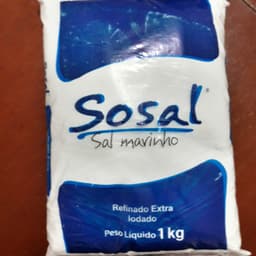 Sosal
Sal marinho
Refinado Extra
Iodado
Peso Líquido 1 kg